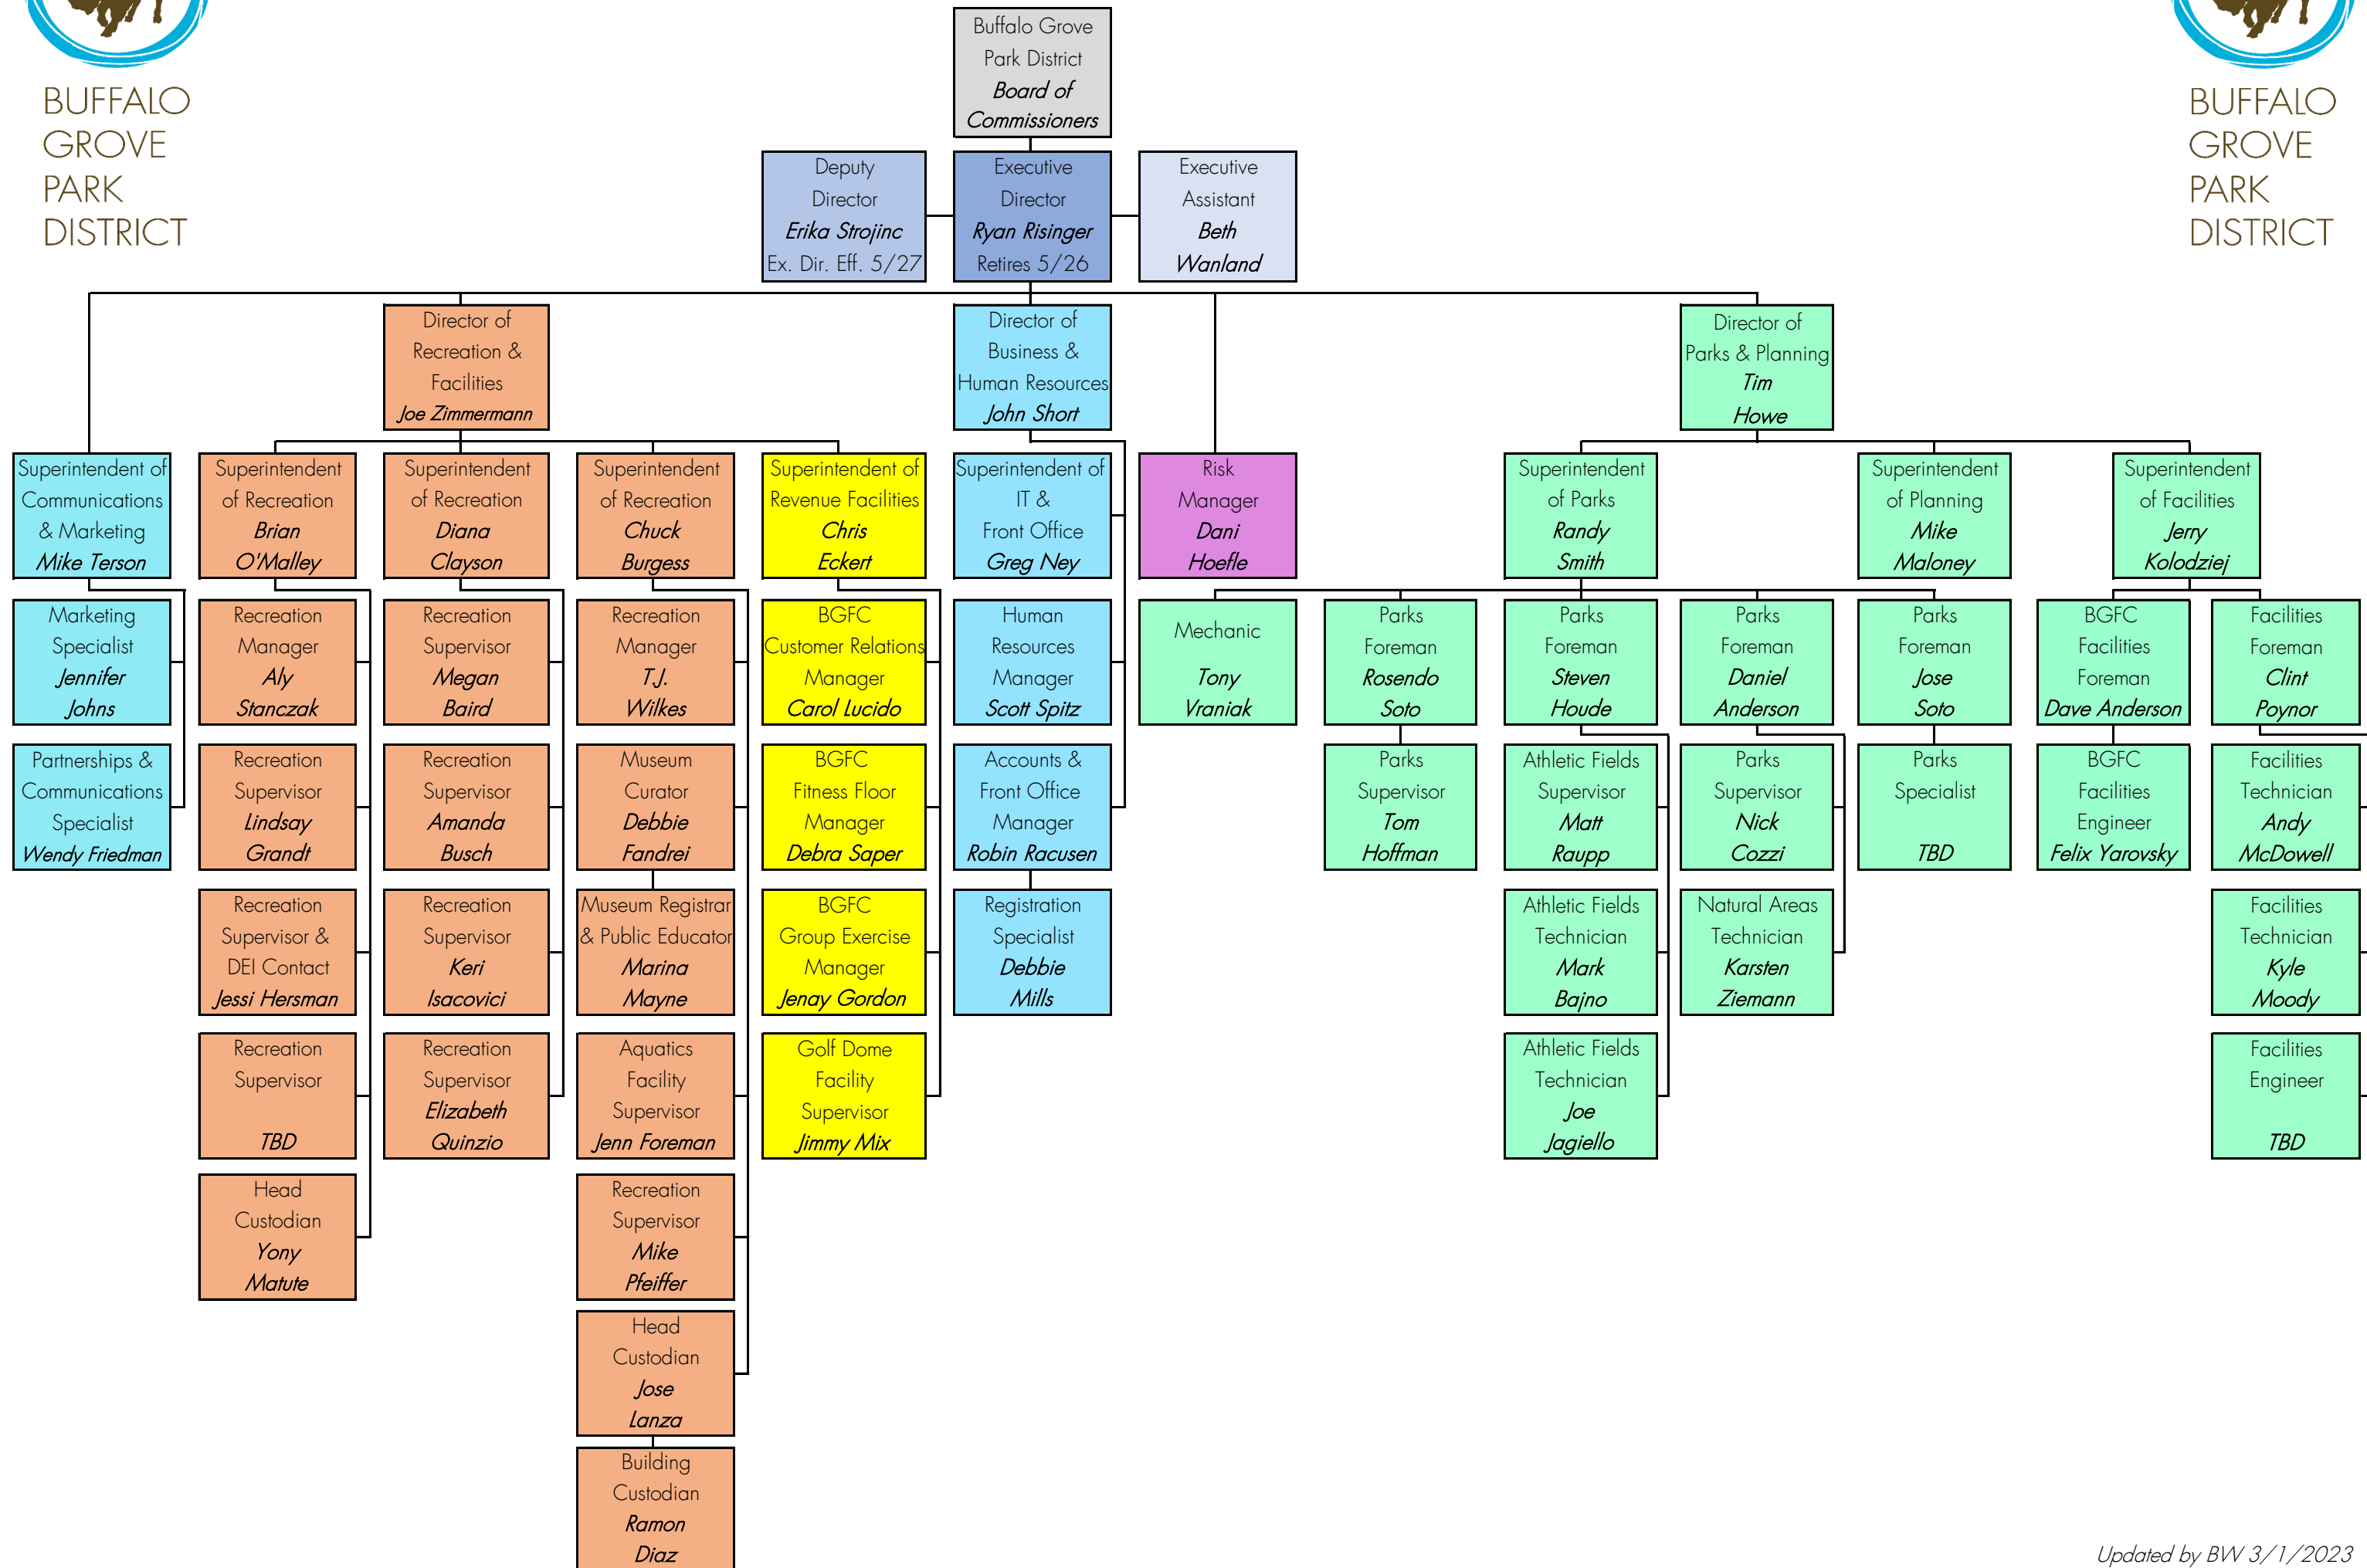 BUFFALO
GROVE
PARK
DISTRICT
BUFFALO
GROVE
PARK
DISTRICT
Buffalo Grove
Park District
Board of
Commissioners
Deputy
Director
Erika Strojinc
Ex. Dir. Eff. 5/27
Executive
Director
Ryan Risinger
Retires 5/26
Executive
Assistant
Beth
Wanland
Director of
Recreation &
Facilities
Joe Zimmermann
Director of
Business &
Human Resources
John Short
Director of
Parks & Planning
Tim
Howe
Superintendent of
Communications
& Marketing
Mike Terson
Superintendent
of Recreation
Brian
O'Malley
Superintendent
of Recreation
Diana
Clayson
Superintendent
of Recreation
Chuck
Burgess
Superintendent of
Revenue Facilities
Chris
Eckert
Superintendent of
IT &
Front Office
Greg Ney
Risk
Manager
Dani
Hoefle
Superintendent
of Parks
Randy
Smith
Superintendent
of Planning
Mike
Maloney
Superintendent
of Facilities
Jerry
Kolodziej
Marketing
Specialist
Jennifer
Johns
Recreation
Manager
Aly
Stanczak
Recreation
Supervisor
Megan
Baird
Recreation
Manager
T.J.
Wilkes
BGFC
Customer Relations
Manager
Carol Lucido
Human
Resources
Manager
Scott Spitz
Mechanic
Tony
Vraniak
Parks
Foreman
Rosendo
Soto
Parks
Foreman
Steven
Houde
Parks
Foreman
Daniel
Anderson
Parks
Foreman
Jose
Soto
BGFC
Facilities
Foreman
Dave Anderson
Facilities
Foreman
Clint
Poynor
Partnerships &
Communications
Specialist
Wendy Friedman
Recreation
Supervisor
Lindsay
Grandt
Recreation
Supervisor
Amanda
Busch
Museum
Curator
Debbie
Fandrei
BGFC
Fitness Floor
Manager
Debra Saper
Accounts &
Front Office
Manager
Robin Racusen
Parks
Supervisor
Tom
Hoffman
Athletic Fields
Supervisor
Matt
Raupp
Parks
Supervisor
Nick
Cozzi
Parks
Specialist
TBD
BGFC
Facilities
Engineer
Felix Yarovsky
Facilities
Technician
Andy
McDowell
Recreation
Supervisor &
DEI Contact
Jessi Hersman
Recreation
Supervisor
Keri
Isacovici
Museum Registrar
& Public Educator
Marina
Mayne
BGFC
Group Exercise
Manager
Jenay Gordon
Registration
Specialist
Debbie
Mills
Athletic Fields
Technician
Mark
Bajno
Natural Areas
Technician
Karsten
Ziemann
Facilities
Technician
Kyle
Moody
Recreation
Supervisor
TBD
Recreation
Supervisor
Elizabeth
Quinzio
Aquatics
Facility
Supervisor
Jenn Foreman
Golf Dome
Facility
Supervisor
Jimmy Mix
Athletic Fields
Technician
Joe
Jagiello
Facilities
Engineer
TBD
Head
Custodian
Yony
Matute
Recreation
Supervisor
Mike
Pfeiffer
Head
Custodian
Jose
Lanza
Building
Custodian
Ramon
Diaz
Updated by BW 3/1/2023